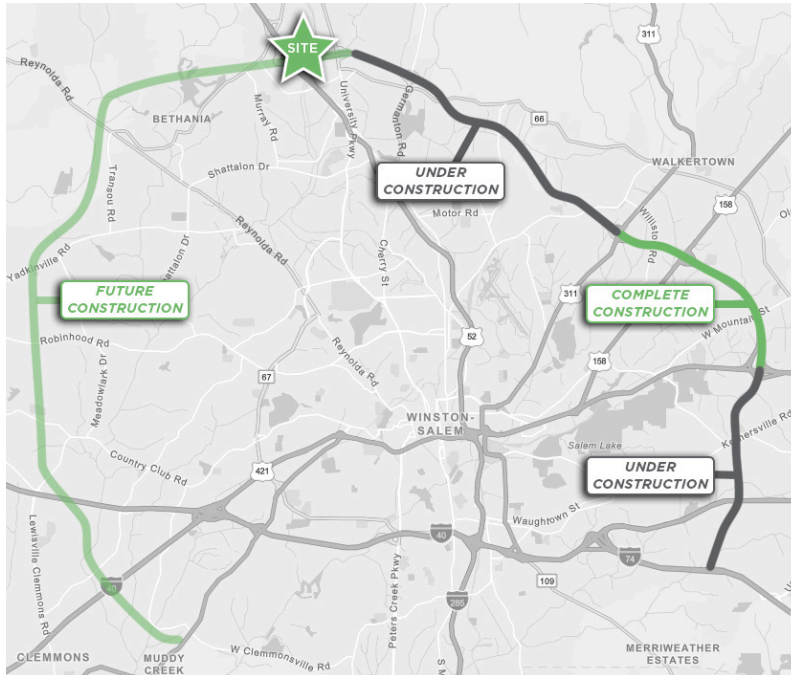 SITE
311
Reynolda Rd
BETHANIA
Murray Rd
University Pkwy
Germanton Rd
66
UNDER
CONSTRUCTION
WALKERTOWN
Transou Rd
Shattalon Dr
Motor Rd
158
Williston Rd
Reynolda Rd
Yadkinville Rd
Cherry St
FUTURE
CONSTRUCTION
311
COMPLETE
CONSTRUCTION
W Mountain St
Robinhood Rd
52
Reynolda Rd
158
Meadowlark Dr
67
WINSTON-
SALEM
Salem Lake
Kernersville Rd
Country Club Rd
421
UNDER
CONSTRUCTION
Waughtown St
Lewisville Clemmons Rd
40
74
40
109
285
Peters Creek Pkwy
W Clemmonsville Rd
CLEMMONS
MUDDY
CREEK
MERRIWEATHER
ESTATES